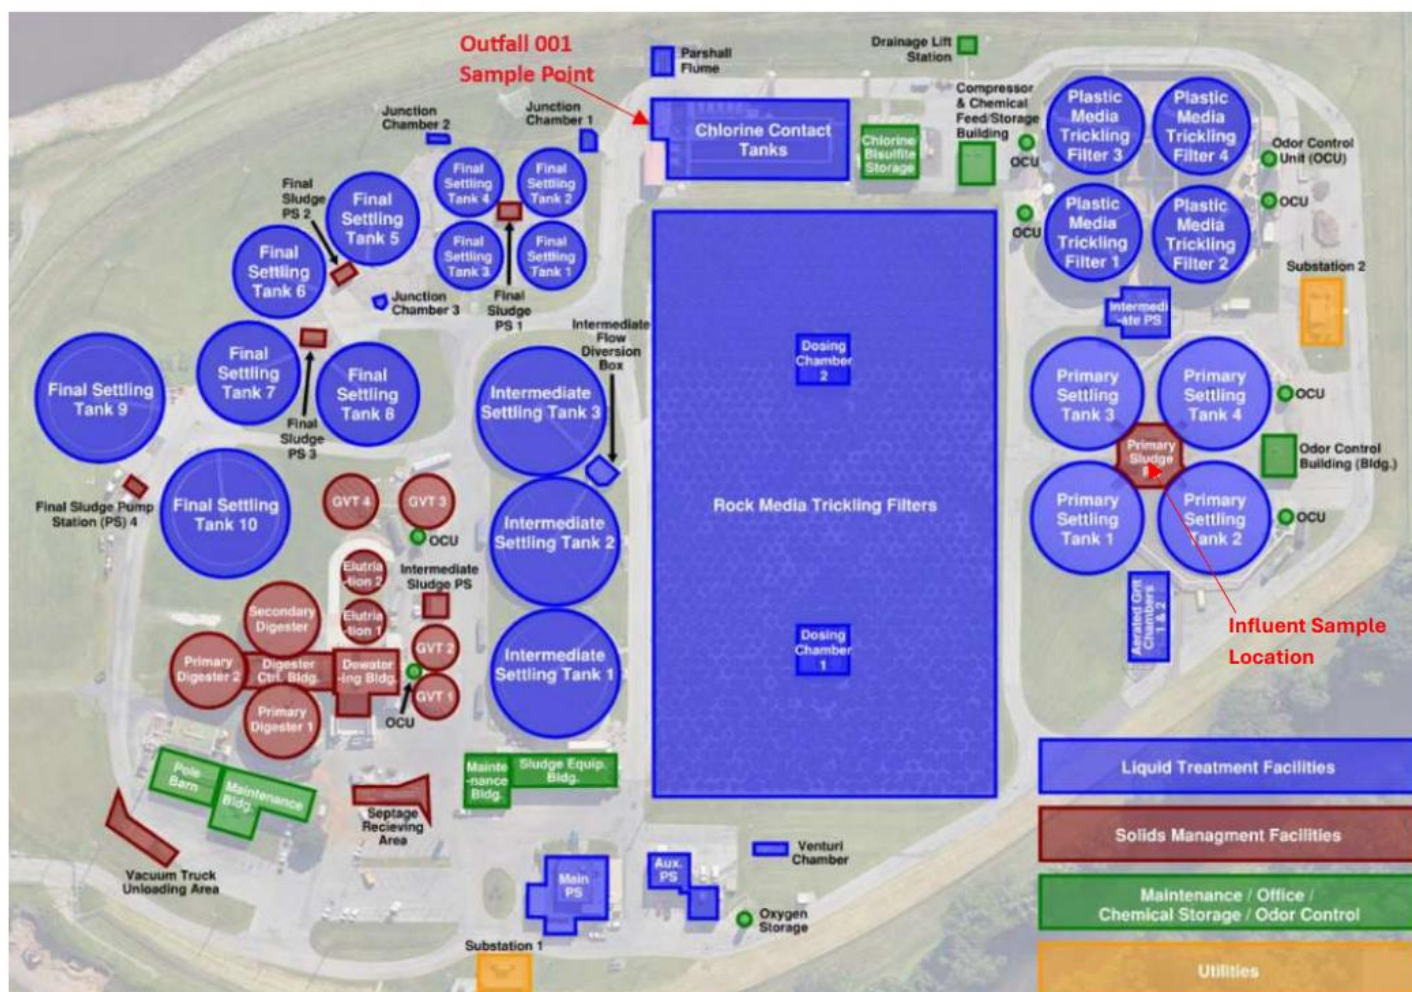 Outfall 001
Sample Point
Parshall
Flume
Drainage Lift
Station
Compressor
& Chemical
Feed/Storage
Building
Chlorine Contact
Tanks
Chlorine/
Bisulfite
Storage
OCU
OCU
Plastic
Media
Trickling
Filter 3
Plastic
Media
Trickling
Filter 4
Odor Control
Unit (OCU)
OCU
Plastic
Media
Trickling
Filter 1
Plastic
Media
Trickling
Filter 2
Junction
Chamber 2
Junction
Chamber 1
Final
Settling
Tank 4
Final
Settling
Tank 2
Final
Settling
Tank 3
Final
Settling
Tank 1
Final
Sludge
PS 2
Final
Settling
Tank 5
Final
Settling
Tank 6
Junction
Chamber 3
Final
Sludge
PS 1
Intermediate
Flow
Diversion
Box
Substation 2
Intermedi
-ate PS
Final Settling
Tank 9
Final
Settling
Tank 7
Final
Settling
Tank 8
Final
Sludge
PS 3
Intermediate
Settling Tank 3
Dosing
Chamber
2
Primary
Settling
Tank 3
Primary
Settling
Tank 4
OCU
Primary
Sludge
Odor Control
Building (Bldg.)
Primary
Settling
Tank 1
Primary
Settling
Tank 2
OCU
Final Sludge Pump
Station (PS) 4
Final Settling
Tank 10
GVT 4
GVT 3
OCU
Intermediate
Settling Tank 2
Rock Media Trickling Filters
Elutria
-tion 2
Intermediate
Sludge PS
Elutria
-tion 1
Secondary
Digester
Primary
Digester 2
Digester
Ctrl. Bldg.
Dewater
-ing Bldg.
GVT 2
GVT 1
OCU
Primary
Digester 1
Intermediate
Settling Tank 1
Dosing
Chamber
1
Aerated Grit
Chambers
1 & 2
Influent Sample
Location
Pole
Barn
Maintenance
Bldg.
Septage
Recieving
Area
Mainte
-nance
Bldg.
Sludge Equip.
Bldg.
Vacuum Truck
Unloading Area
Main
PS
Aux.
PS
Venturi
Chamber
Oxygen
Storage
Substation 1
Liquid Treatment Facilities
Solids Managment Facilities
Maintenance / Office /
Chemical Storage / Odor Control
Utilities